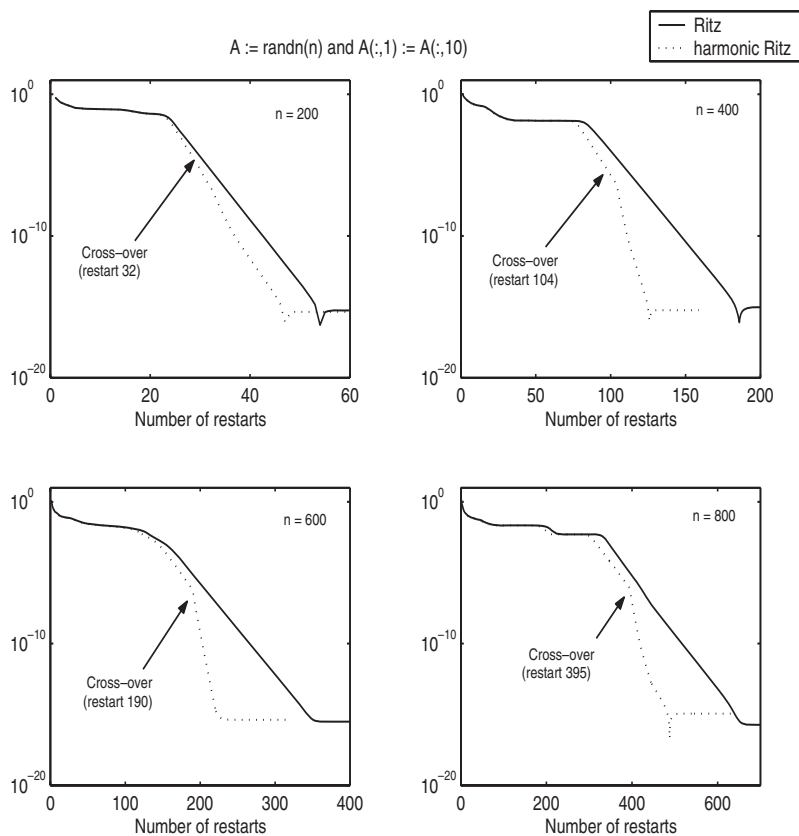 A := randn(n) and A(:,1) := A(:,10)
Ritz
harmonic Ritz
10^0
10^−10
10^−20
n = 200
Cross−over
(restart 32)
0 20 40 60
Number of restarts
10^0
10^−10
10^−20
n = 400
Cross−over
(restart 104)
0 50 100 150 200
Number of restarts
10^0
10^−10
10^−20
n = 600
Cross−over
(restart 190)
0 100 200 300 400
Number of restarts
10^0
10^−10
10^−20
n = 800
Cross−over
(restart 395)
0 200 400 600
Number of restarts